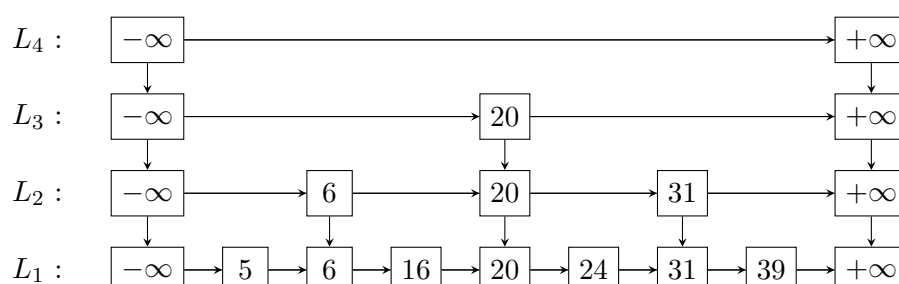 L₄ : −∞ +∞
L₃ : −∞ 20 +∞
L₂ : −∞ 6 20 31 +∞
L₁ : −∞ 5 6 16 20 24 31 39 +∞